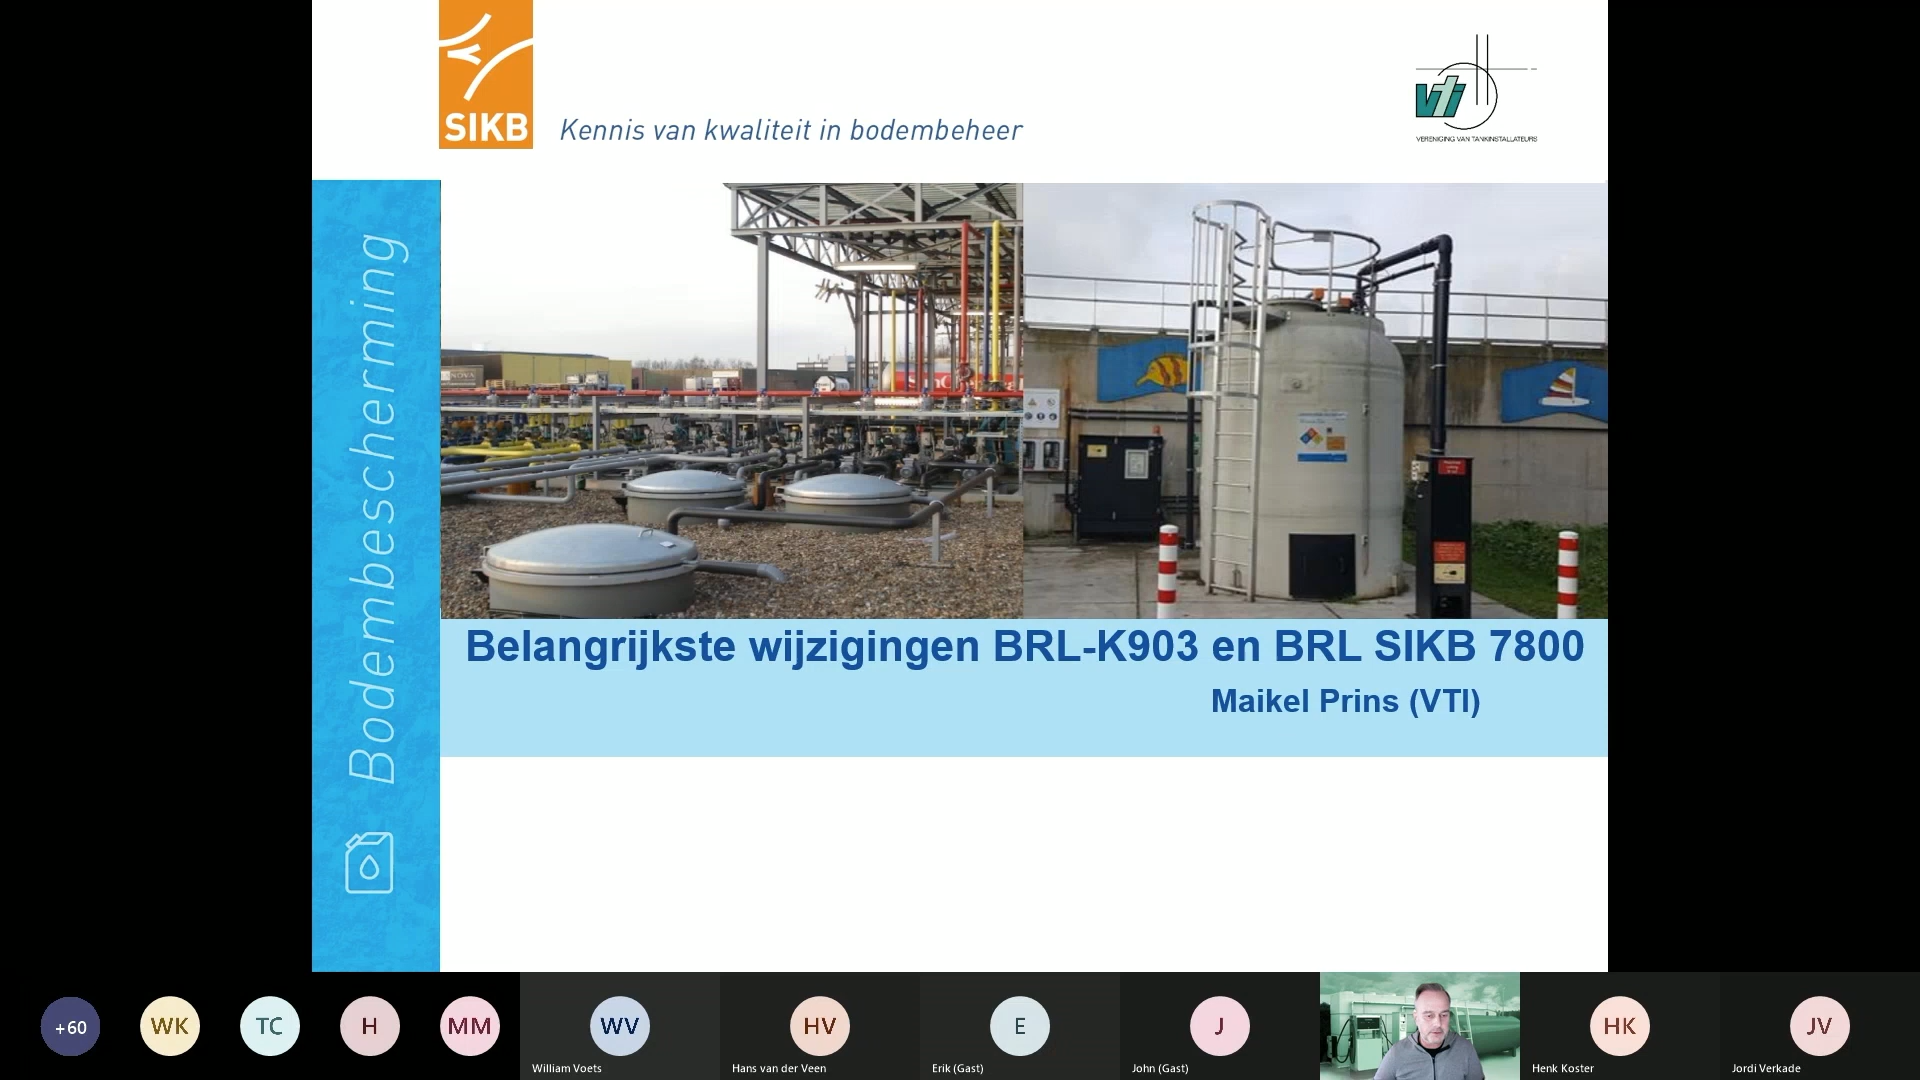 SIKB
Kennis van kwaliteit in bodembeheer
vti
VERENIGING VAN TANKINSTALLATEURS
Bodembescherming
Belangrijkste wijzigingen BRL-K903 en BRL SIKB 7800
Maikel Prins (VTI)
+60
WK
TC
H
MM
WV
HV
E
J
HK
JV
William Voets
Hans van der Veen
Erik (Gast)
John (Gast)
Henk Koster
Jordi Verkade